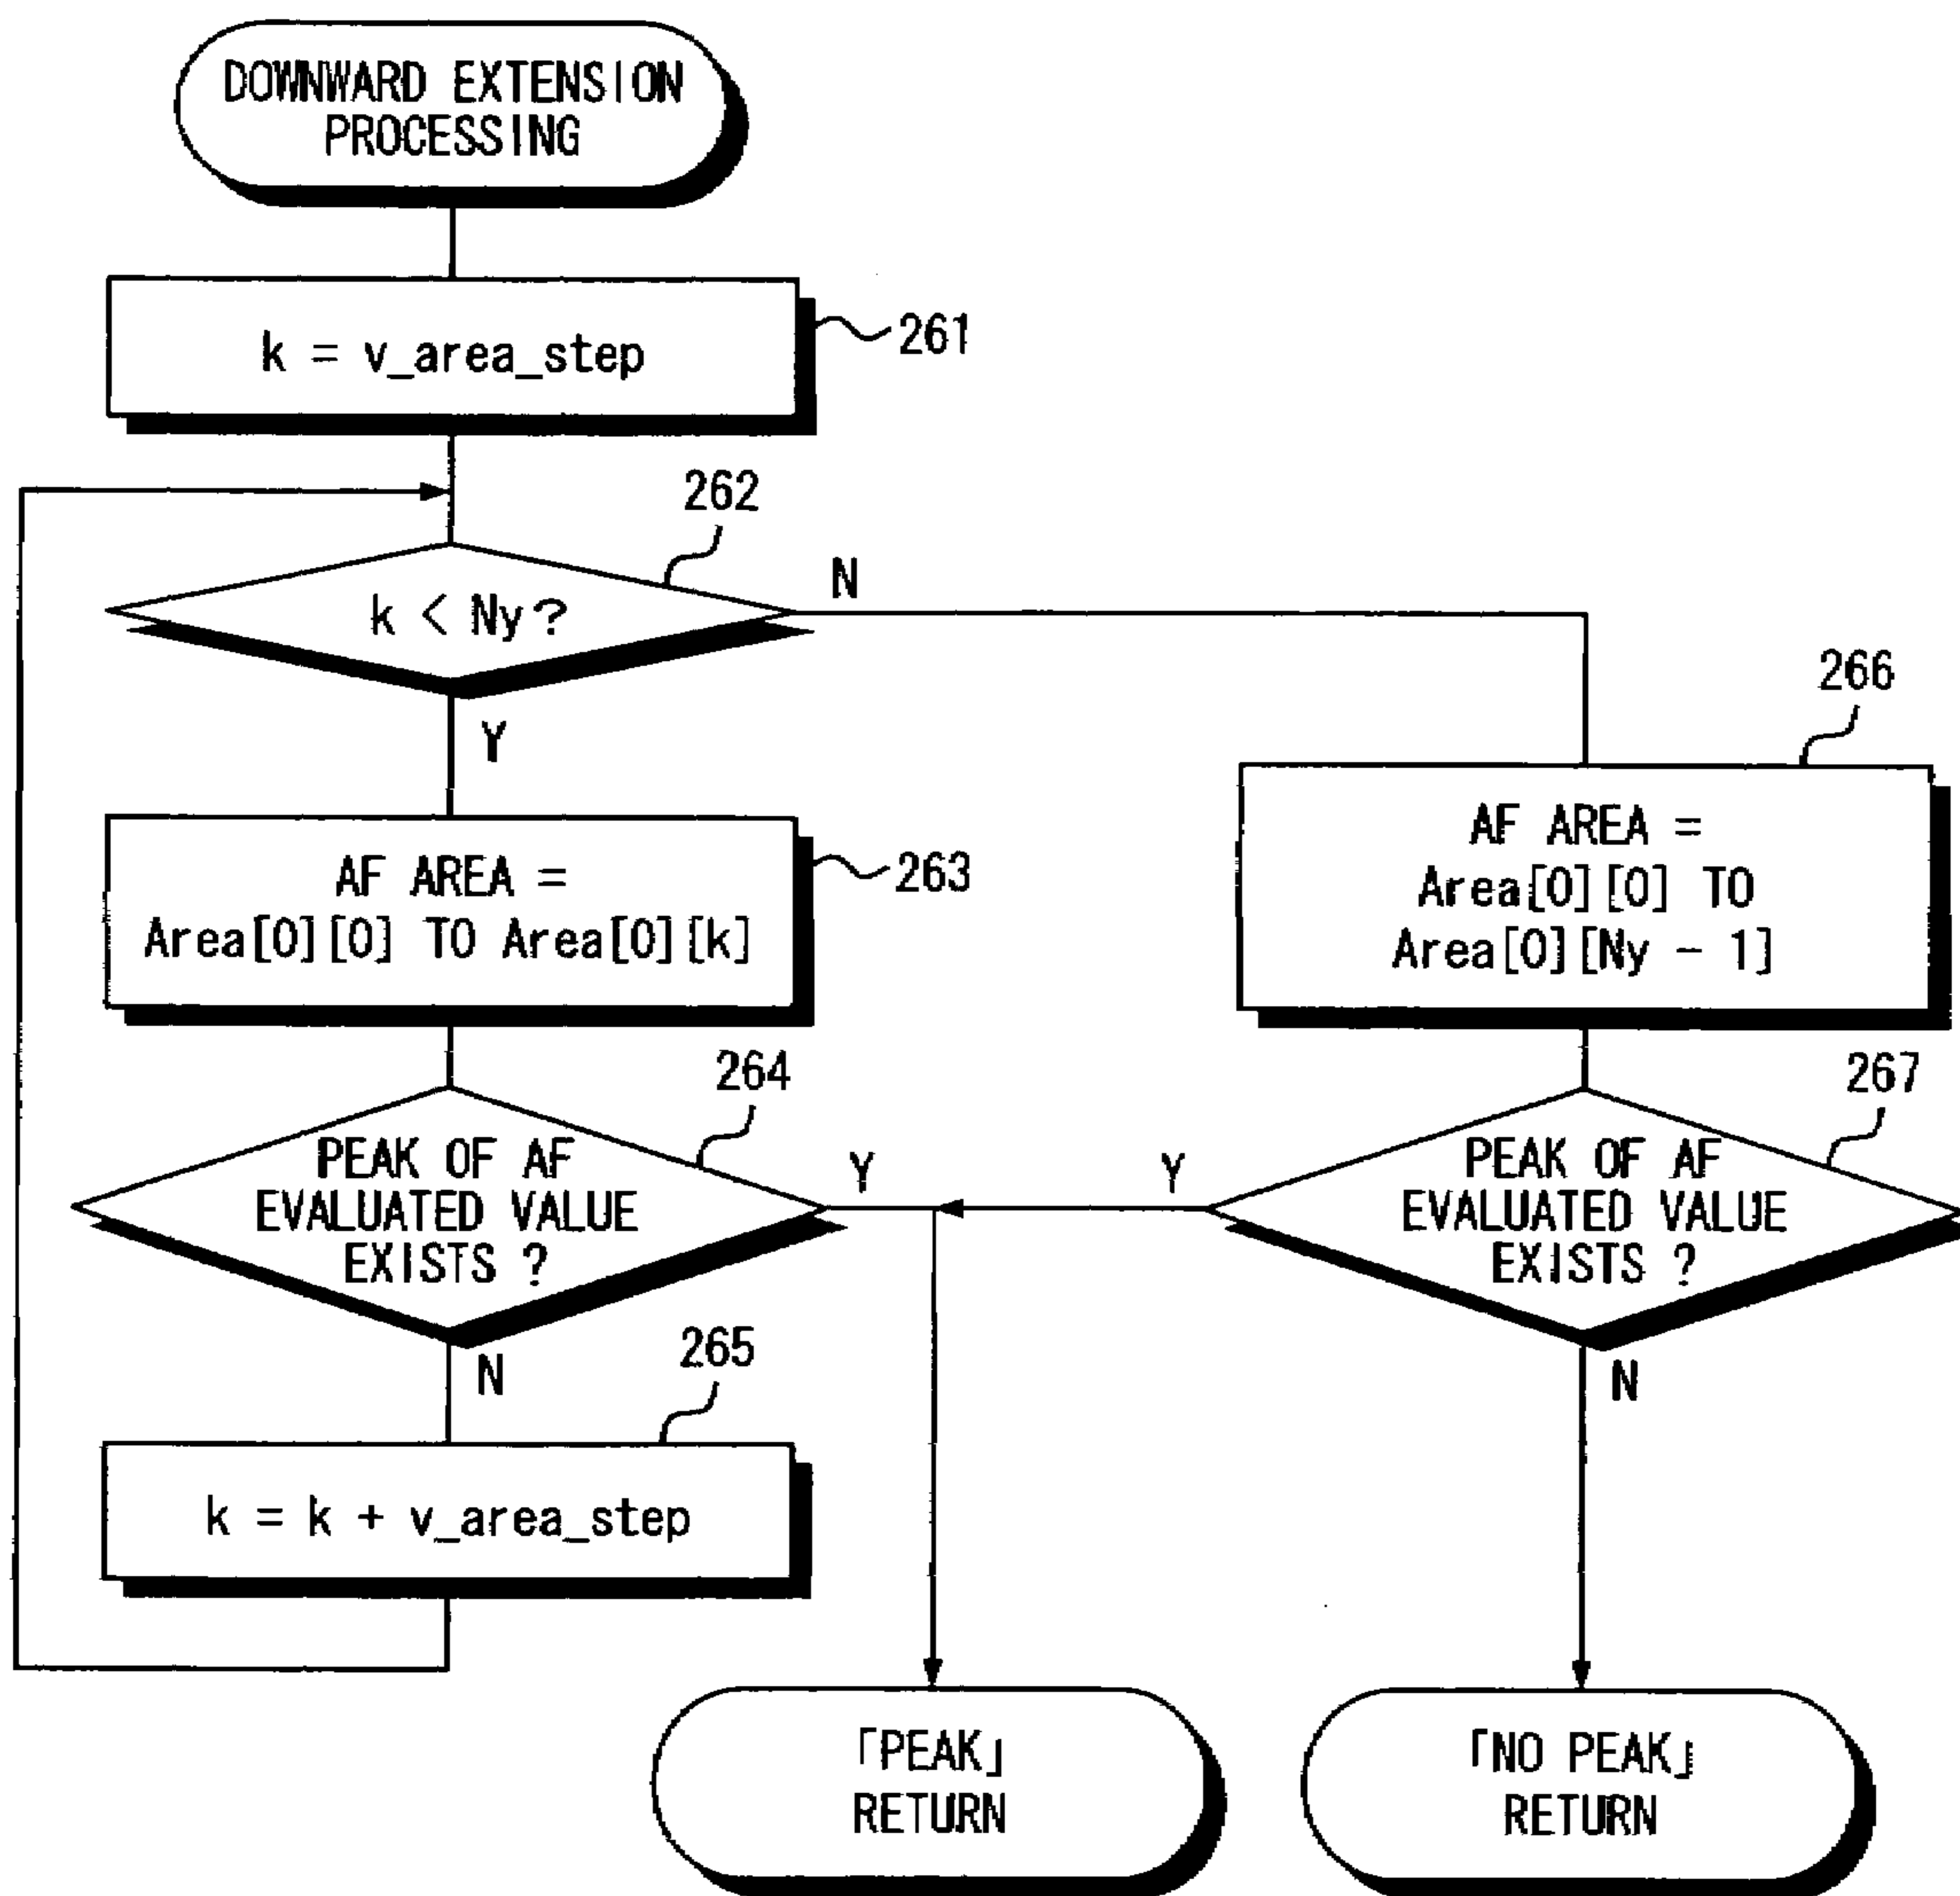 DOWNWARD EXTENSION
PROCESSING
k = v_area_step
261
262
k < Ny?
N
Y
266
AF AREA =
Area[0][0] TO Area[0][k]
263
AF AREA =
Area[0][0] TO
Area[0][Ny - 1]
264
PEAK OF AF
EVALUATED VALUE
EXISTS ?
Y
N
267
PEAK OF AF
EVALUATED VALUE
EXISTS ?
Y
N
265
k = k + v_area_step
「PEAK」
RETURN
「NO PEAK」
RETURN